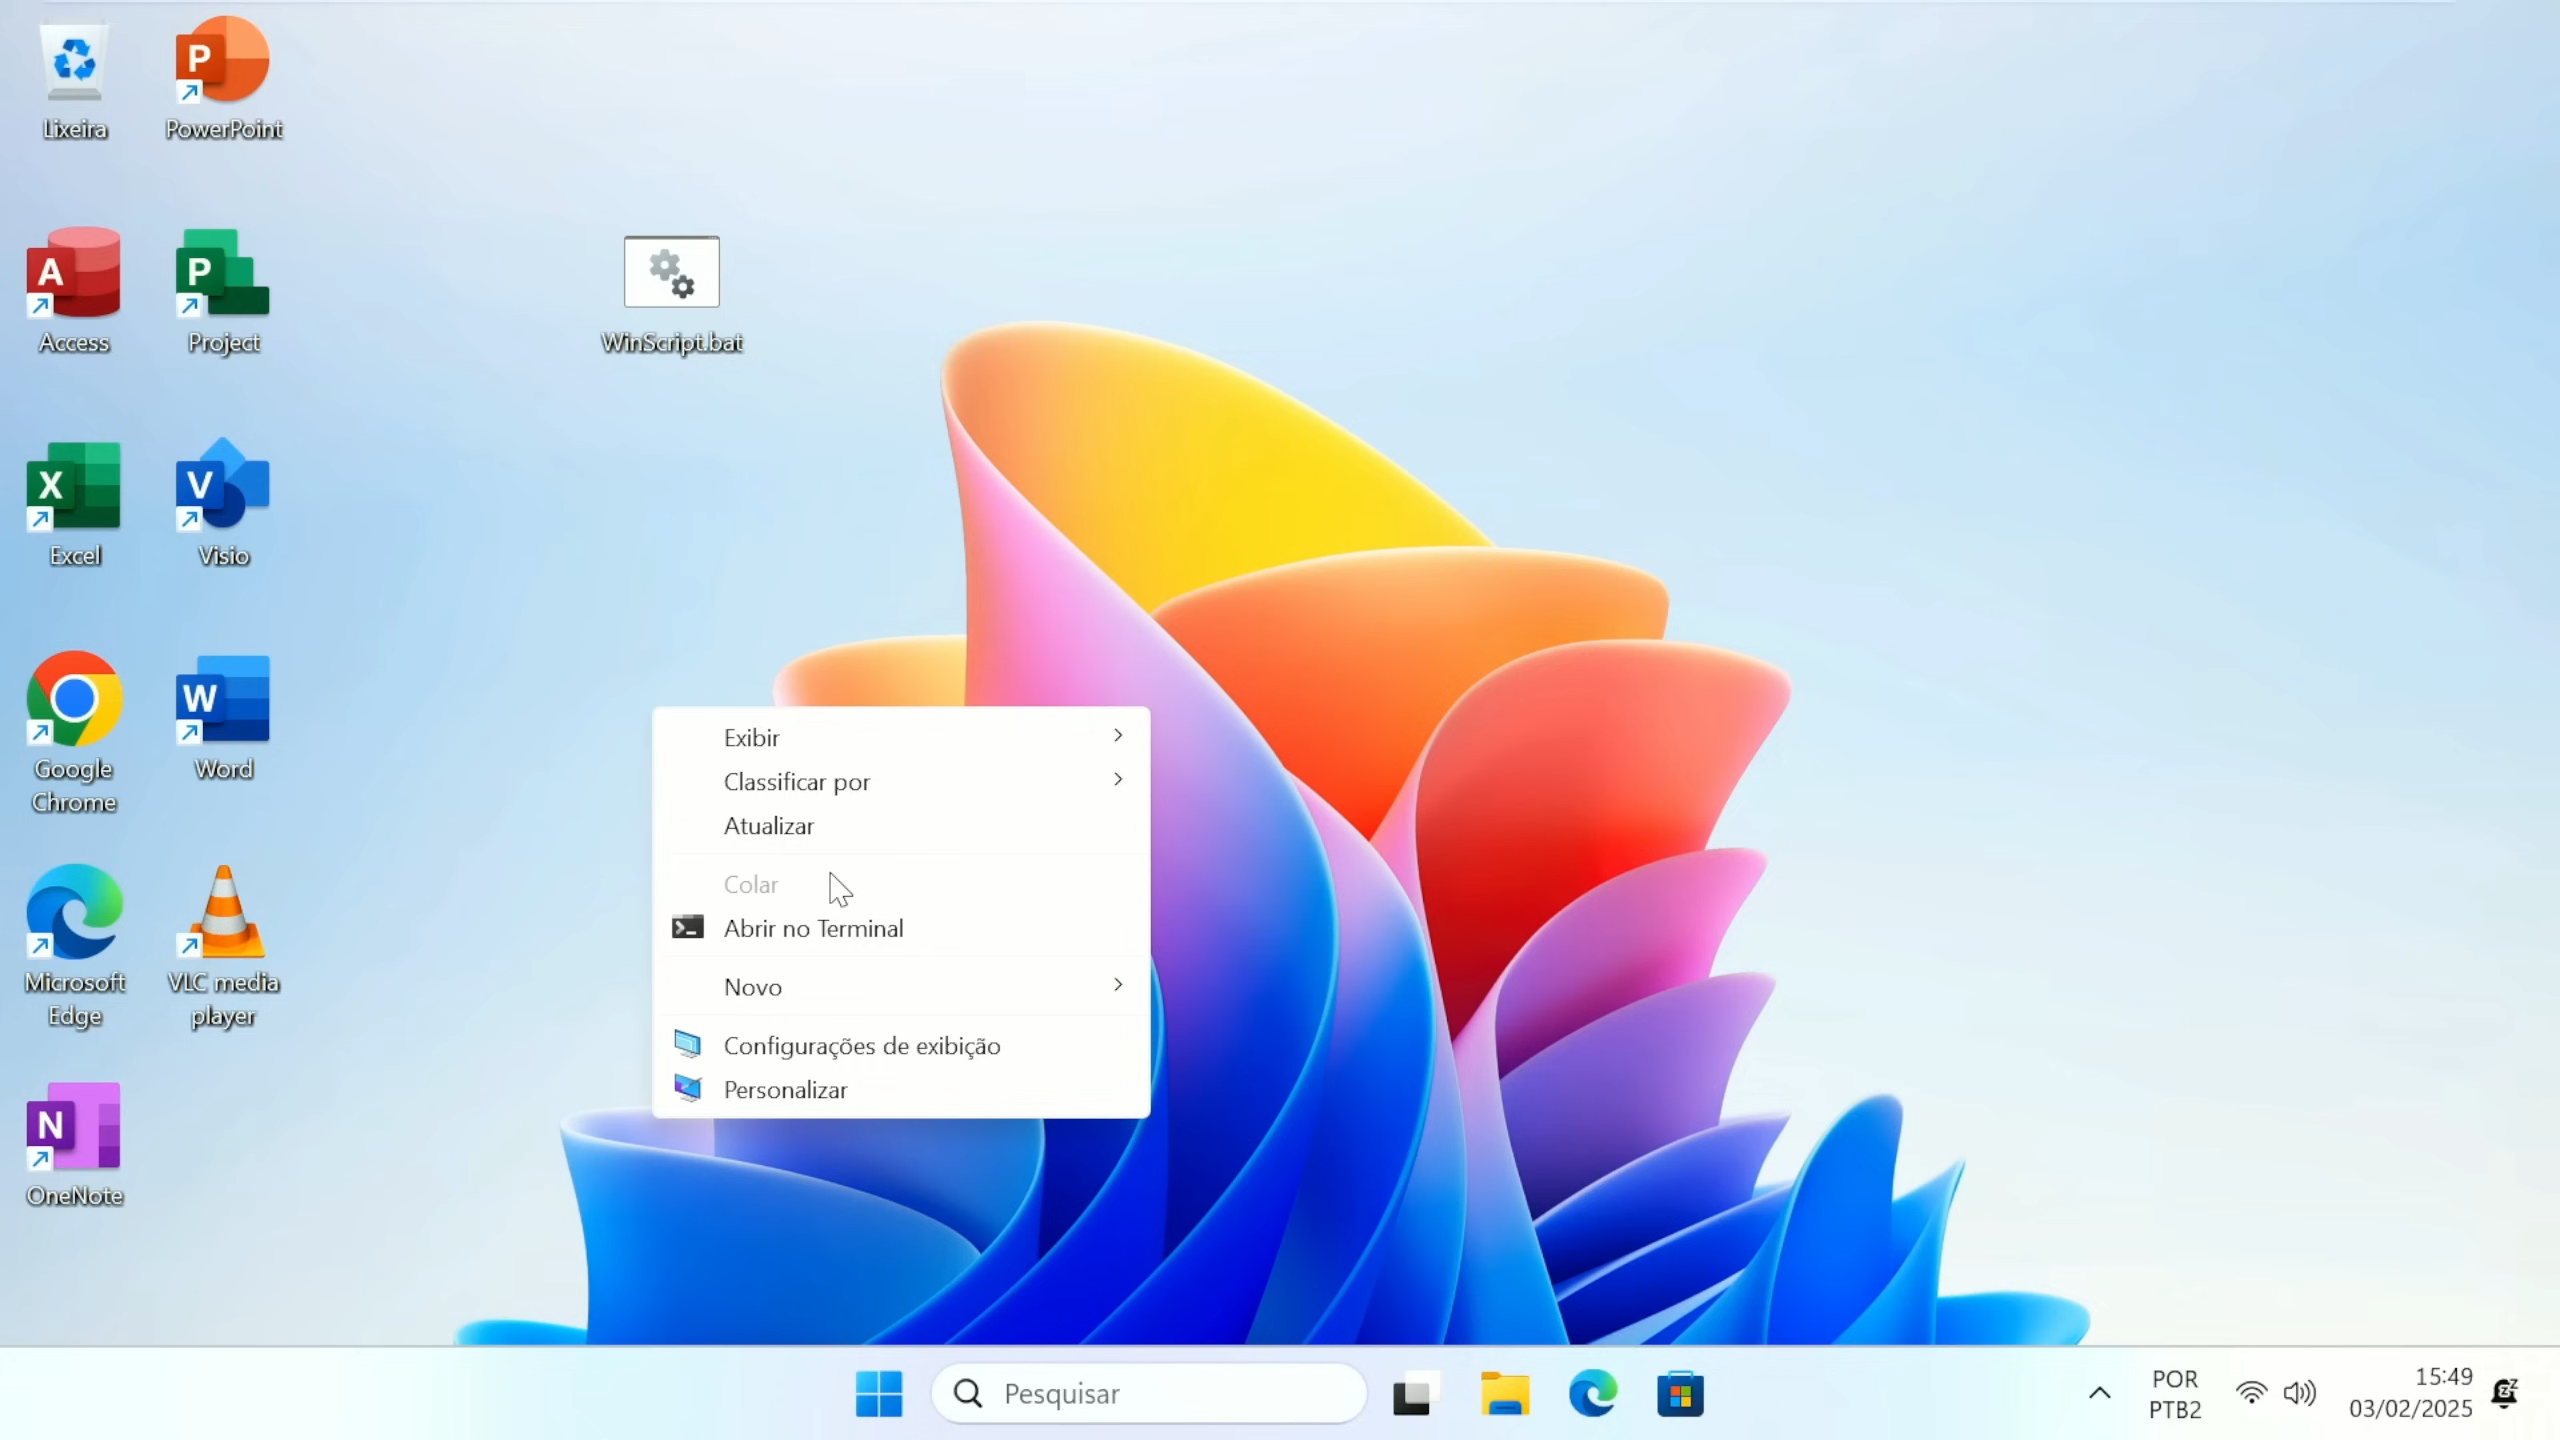 Lixeira
PowerPoint
Access
Project
WinScript.bat
Excel
Visio
Google
Chrome
Word
Microsoft
Edge
VLC media
player
OneNote
Exibir
Classificar por
Atualizar
Colar
Abrir no Terminal
Novo
Configurações de exibição
Personalizar
Pesquisar
POR
PTB2
15:49
03/02/2025